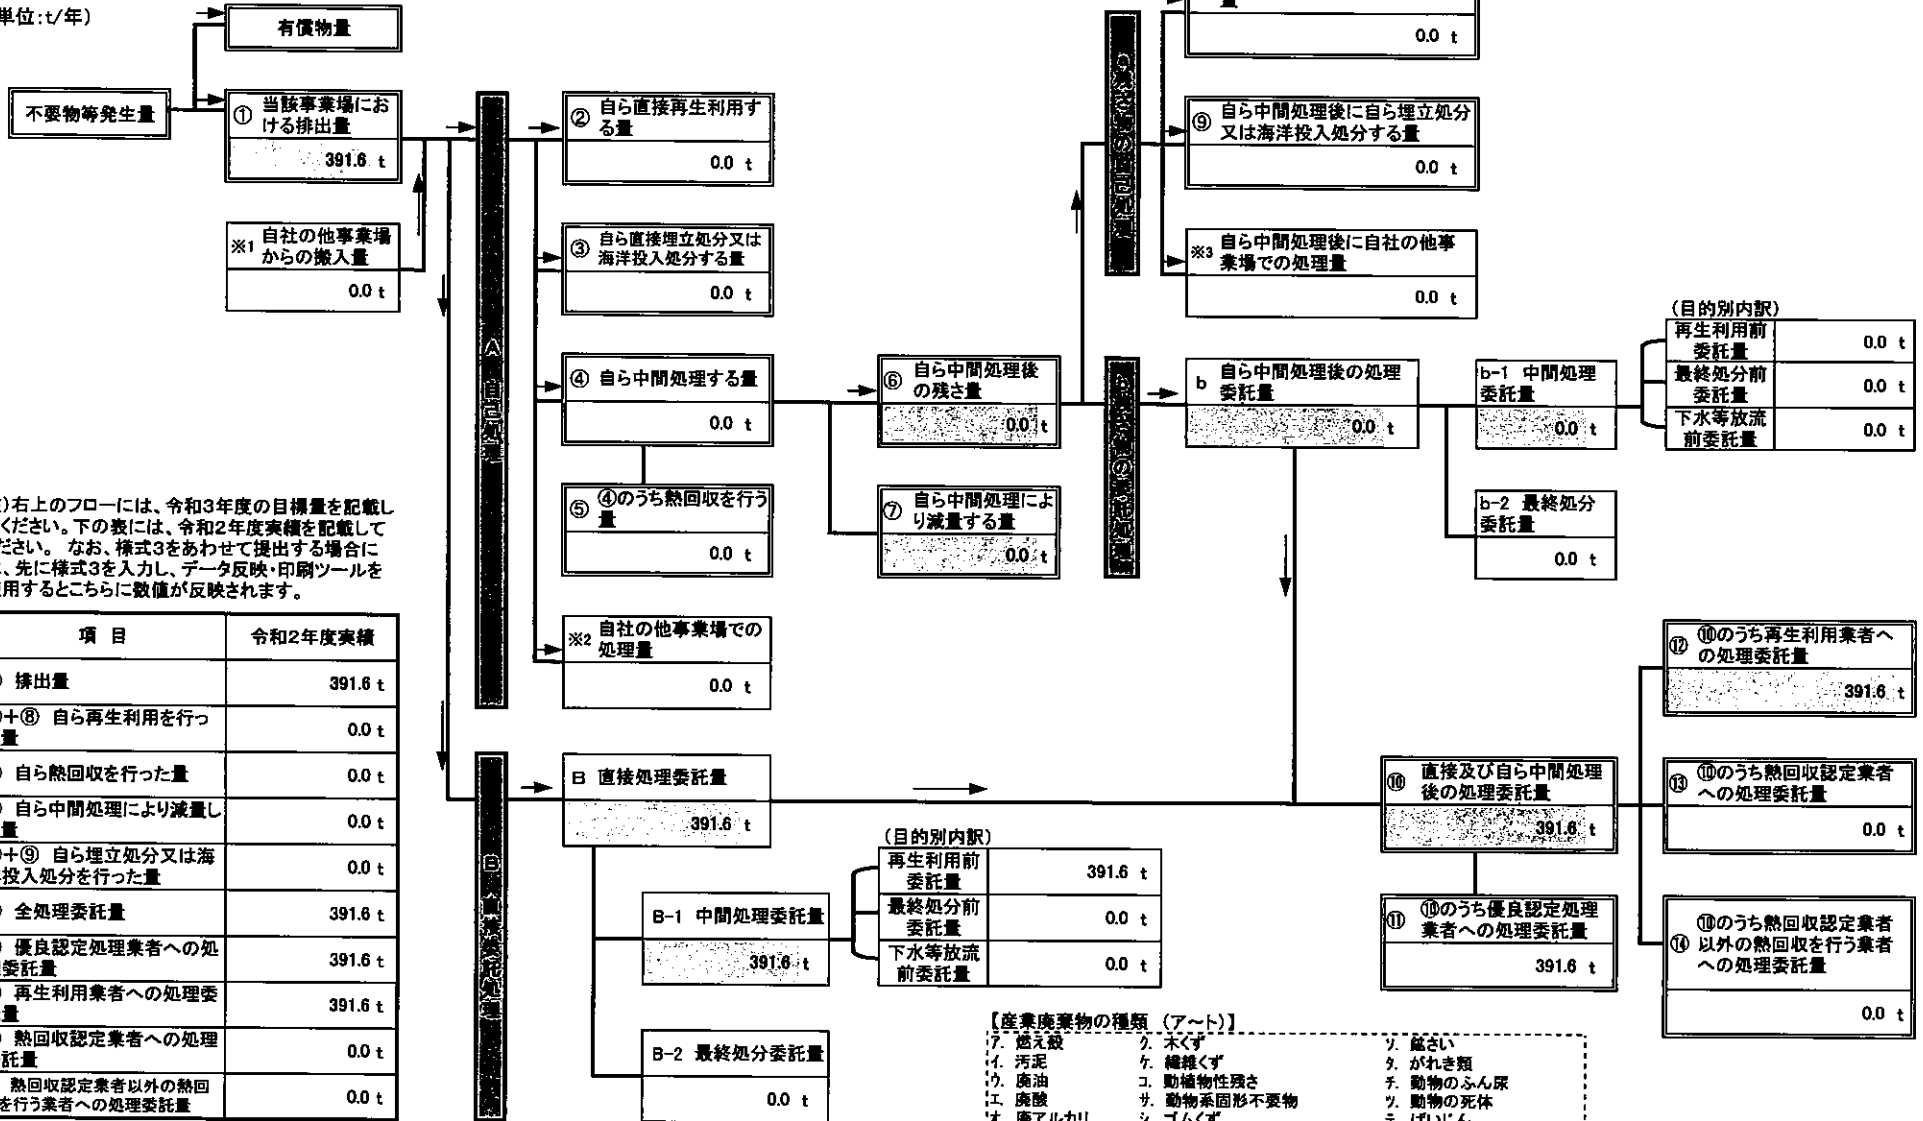 単位:t/年)
有償物量
不要物等発生量
① 当該事業場にお
ける排出量
391.6 t
※1 自社の他事業場
からの搬入量
0.0 t
A
自己処理
② 自ら直接再生利用す
る量
0.0 t
③ 自ら直接埋立処分又は
海洋投入処分する量
0.0 t
④ 自ら中間処理する量
0.0 t
⑤ ④のうち熱回収を行う
量
0.0 t
※2 自社の他事業場での
処理量
0.0 t
⑥ 自ら中間処理後
の残さ量
0.0 t
⑦ 自ら中間処理によ
り減量する量
0.0 t
の自己処理
量
0.0 t
⑨ 自ら中間処理後に自ら埋立処分
又は海洋投入処分する量
0.0 t
※3 自ら中間処理後に自社の他事
業場での処理量
0.0 t
の委託処理
b 自ら中間処理後の処理
委託量
0.0 t
b-1 中間処理
委託量
0.0 t
b-2 最終処分
委託量
0.0 t
(目的別内訳)
再生利用前
委託量
0.0 t
最終処分前
委託量
0.0 t
下水等放流
前委託量
0.0 t
)右上のフローには、令和3年度の目標量を記載し
ください。下の表には、令和2年度実績を記載して
ださい。 なお、様式3をあわせて提出する場合に
、先に様式3を入力し、データ反映・印刷ツールを
用するとこちらに数値が反映されます。
項 目 令和2年度実績
排出量 391.6 t
+⑧ 自ら再生利用を行っ
量 0.0 t
自ら熱回収を行った量 0.0 t
自ら中間処理により減量し
量 0.0 t
+⑨ 自ら埋立処分又は海
投入処分を行った量 0.0 t
全処理委託量 391.6 t
優良認定処理業者への処
委託量 391.6 t
再生利用業者への処理委
量 391.6 t
熱回収認定業者への処理
託量 0.0 t
熱回収認定業者以外の熱回
を行う業者への処理委託量 0.0 t
B
直接委託処理
B 直接処理委託量
391.6 t
B-1 中間処理委託量
391.6 t
B-2 最終処分委託量
0.0 t
(目的別内訳)
再生利用前
委託量
391.6 t
最終処分前
委託量
0.0 t
下水等放流
前委託量
0.0 t
⑩ 直接及び自ら中間処理
後の処理委託量
391.6 t
⑪ ⑩のうち優良認定処理
業者への処理委託量
391.6 t
⑫ ⑩のうち再生利用業者へ
の処理委託量
391.6 t
⑬ ⑩のうち熱回収認定業者
への処理委託量
0.0 t
⑭ ⑩のうち熱回収認定業者
以外の熱回収を行う業者
への処理委託量
0.0 t
【産業廃棄物の種類 (ア~ト)】
ア. 燃え殻 ク. 木くず ソ. 鉱さい
イ. 汚泥 ケ. 繊維くず タ. がれき類
ウ. 廃油 コ. 動植物性残さ チ. 動物のふん尿
エ. 廃酸 サ. 動物系固形不要物 ツ. 動物の死体
オ. 廃アルカリ シ. ゴムくず テ. ばいじん